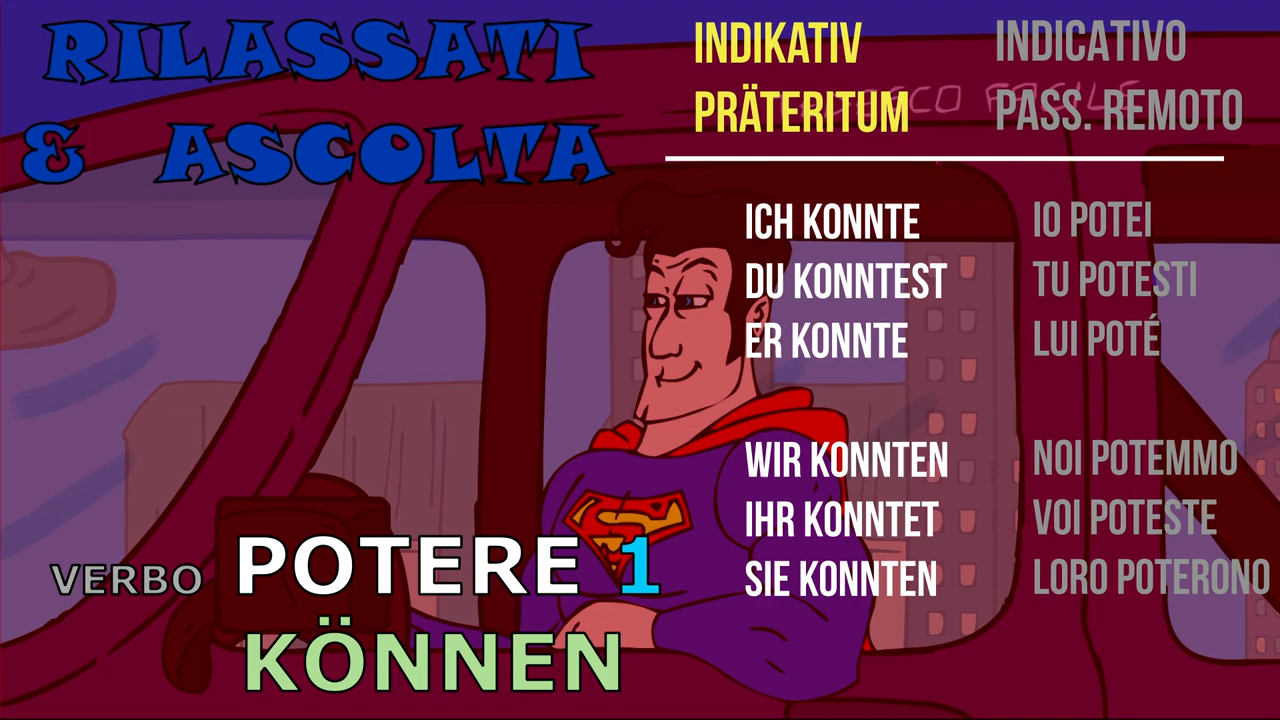 RILASSATI
& ASCOLTA
INDIKATIV INDICATIVO
PRÄTERITUM PASS. REMOTO
ICH KONNTE IO POTEI
DU KONNTEST TU POTESTI
ER KONNTE LUI POTÉ
WIR KONNTEN NOI POTEMMO
IHR KONNTET VOI POTESTE
SIE KONNTEN LORO POTERONO
VERBO POTERE 1
KÖNNEN